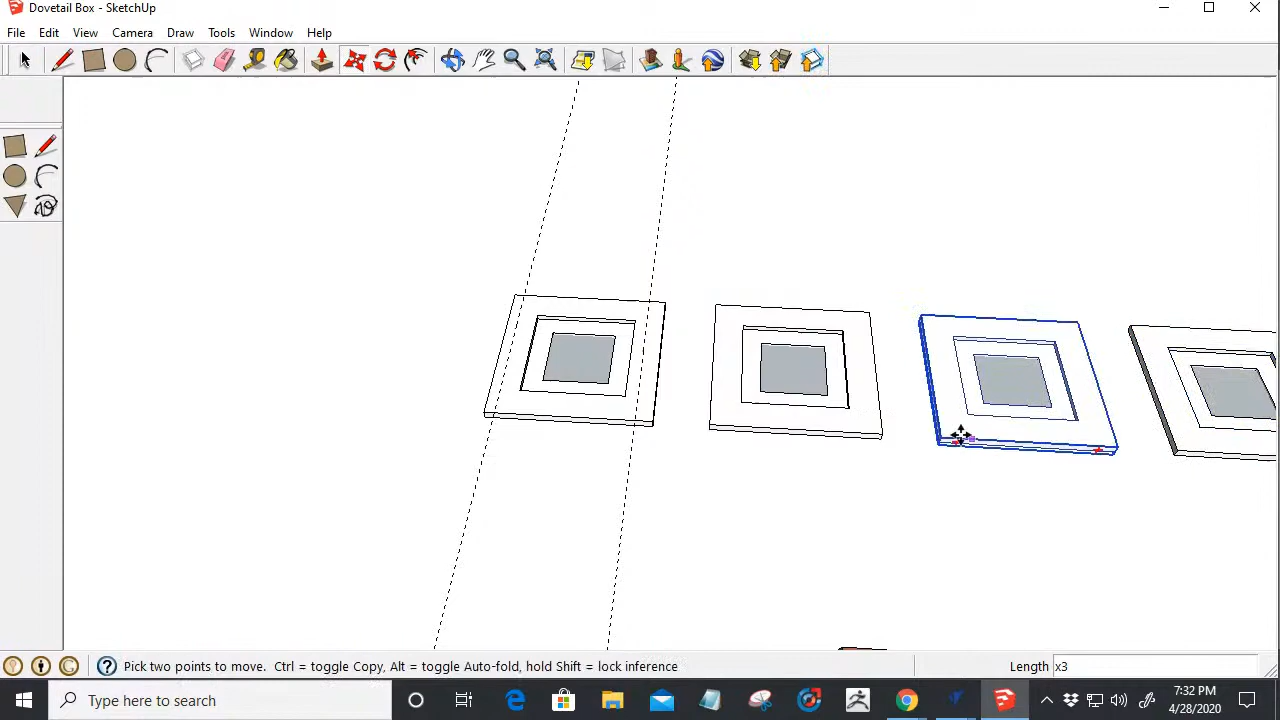 Dovetail Box - SketchUp
File Edit View Camera Draw Tools Window Help
Pick two points to move. Ctrl = toggle Copy, Alt = toggle Auto-fold, hold Shift = lock inference
Length x3
Type here to search
7:32 PM
4/28/2020